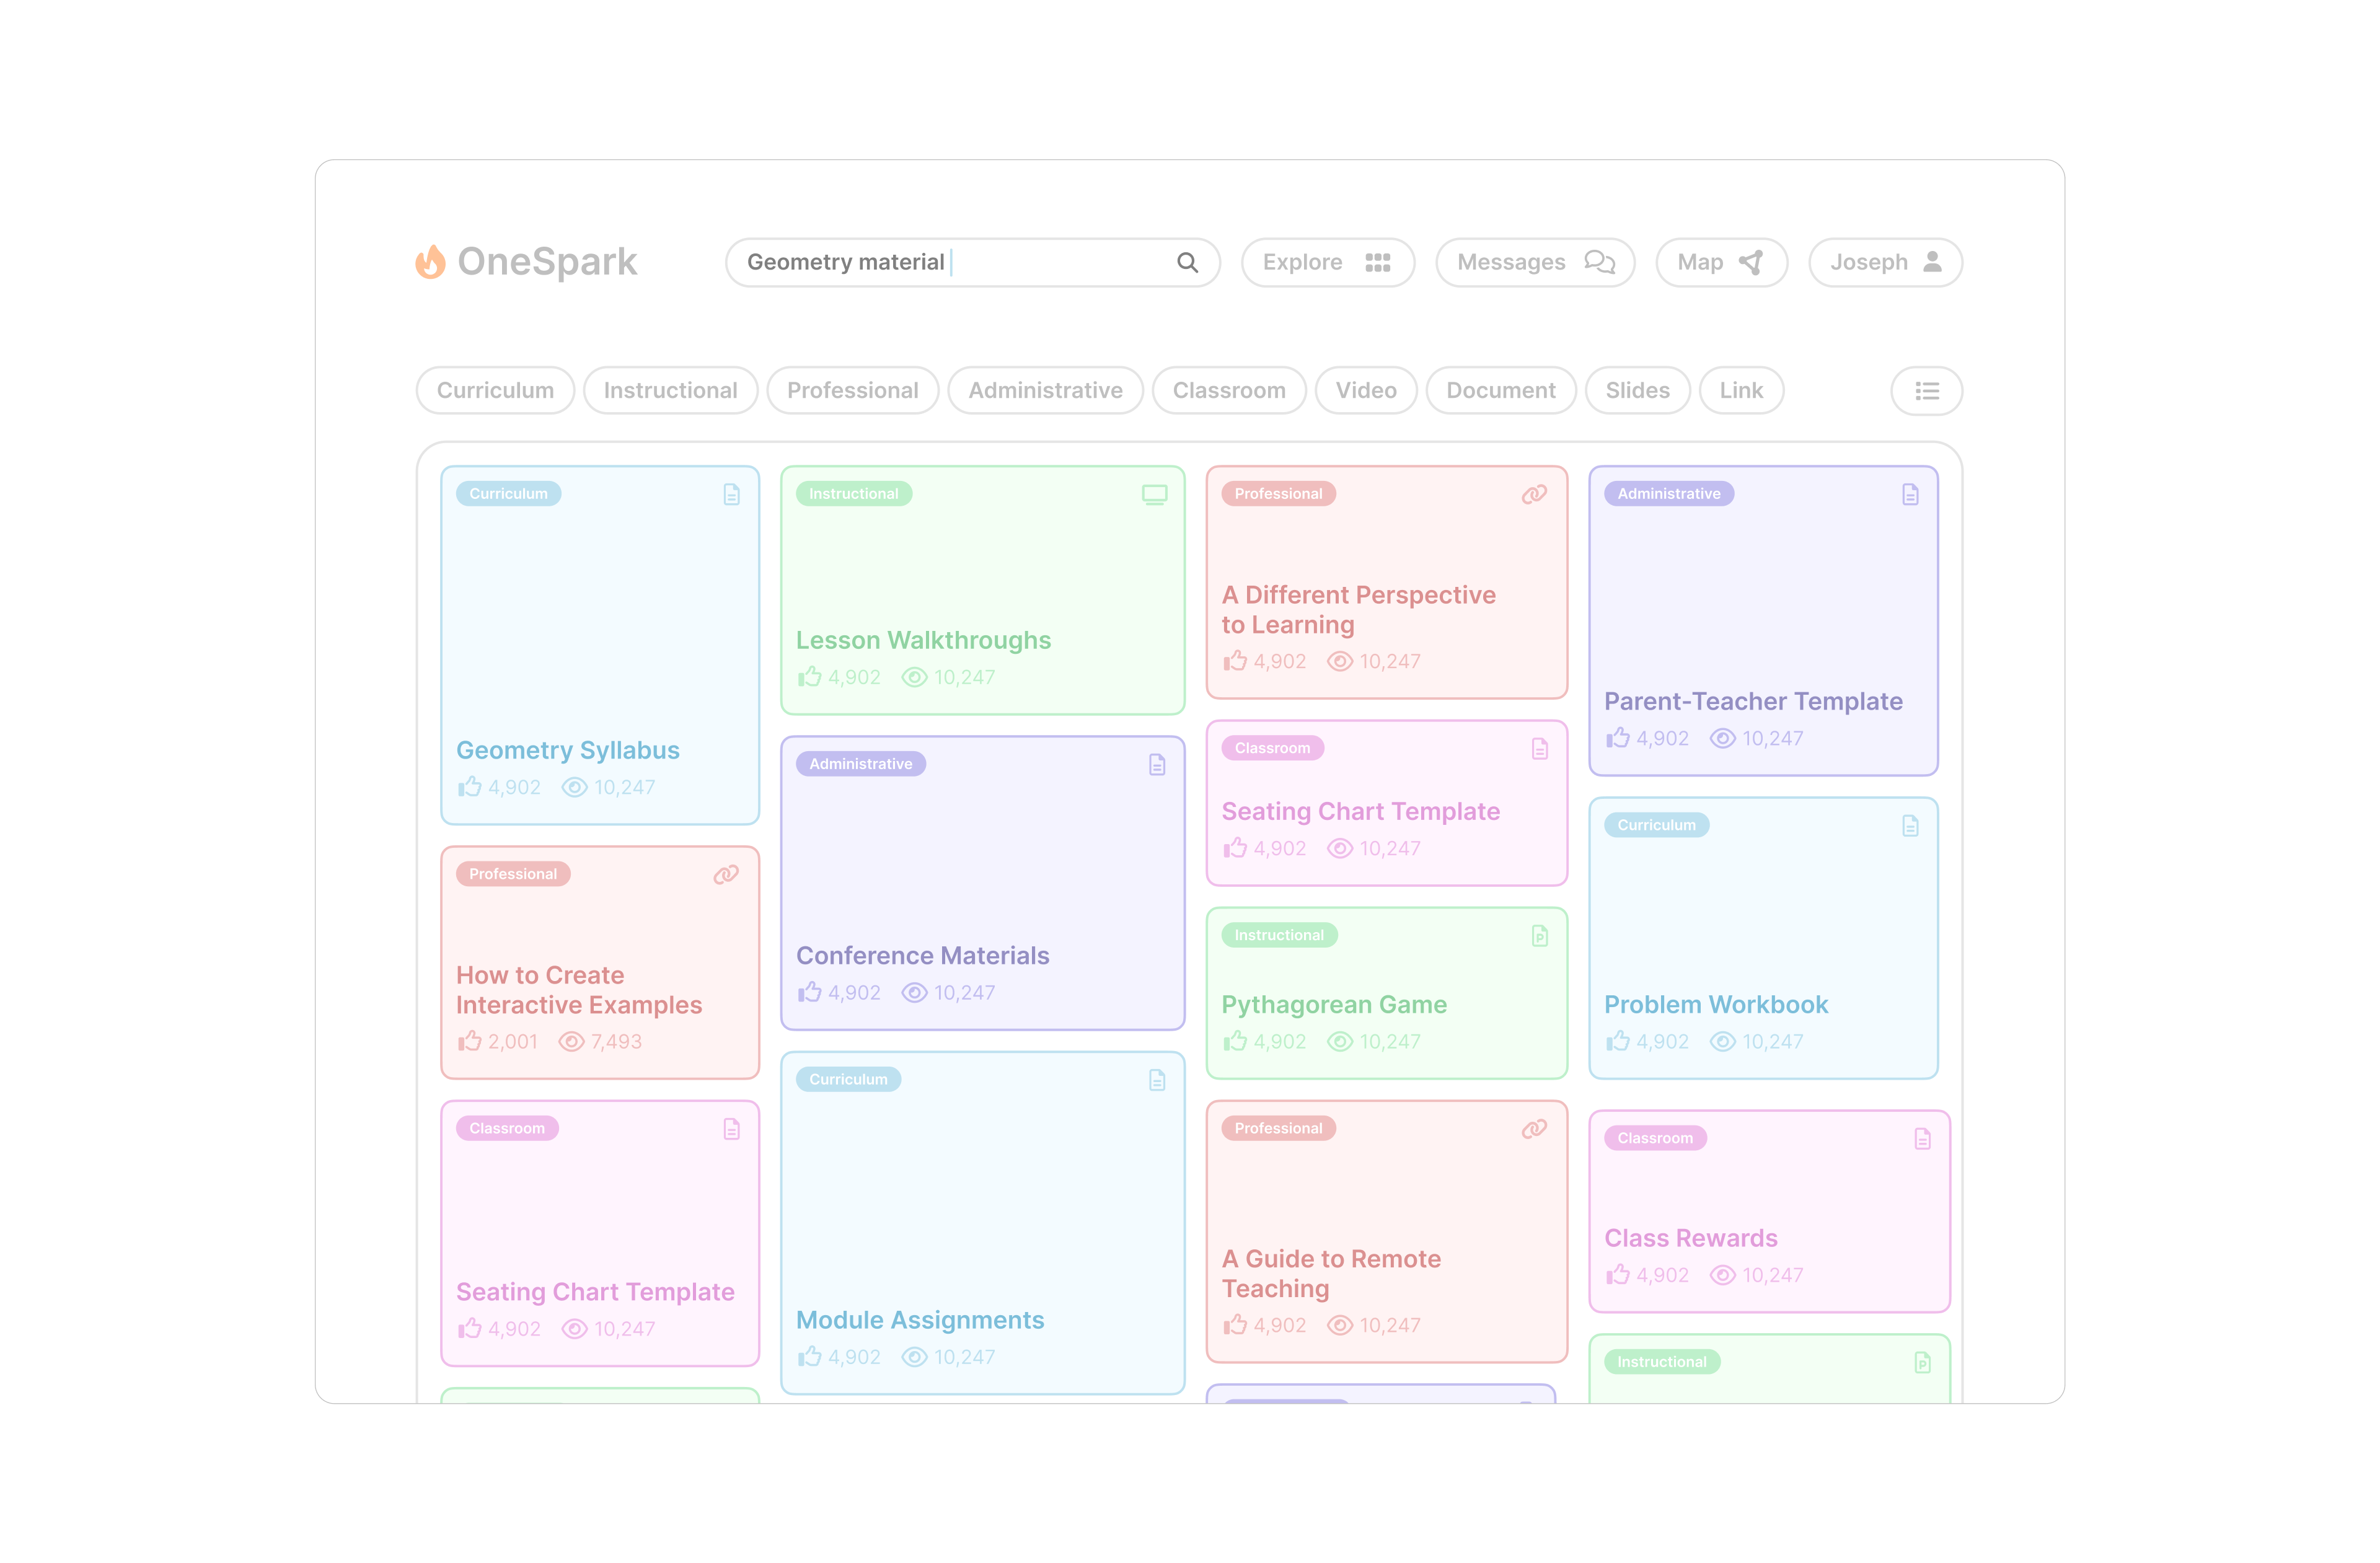 OneSpark
Geometry material
Explore
Messages
Map
Joseph
Curriculum
Instructional
Professional
Administrative
Classroom
Video
Document
Slides
Link
Curriculum
Geometry Syllabus
4,902 10,247
Professional
How to Create
Interactive Examples
2,001 7,493
Classroom
Seating Chart Template
4,902 10,247
Instructional
Lesson Walkthroughs
4,902 10,247
Administrative
Conference Materials
4,902 10,247
Curriculum
Module Assignments
4,902 10,247
Professional
A Different Perspective
to Learning
4,902 10,247
Classroom
Seating Chart Template
4,902 10,247
Instructional
P
Pythagorean Game
4,902 10,247
Professional
A Guide to Remote
Teaching
4,902 10,247
Administrative
Parent-Teacher Template
4,902 10,247
Curriculum
Problem Workbook
4,902 10,247
Classroom
Class Rewards
4,902 10,247
Instructional
P